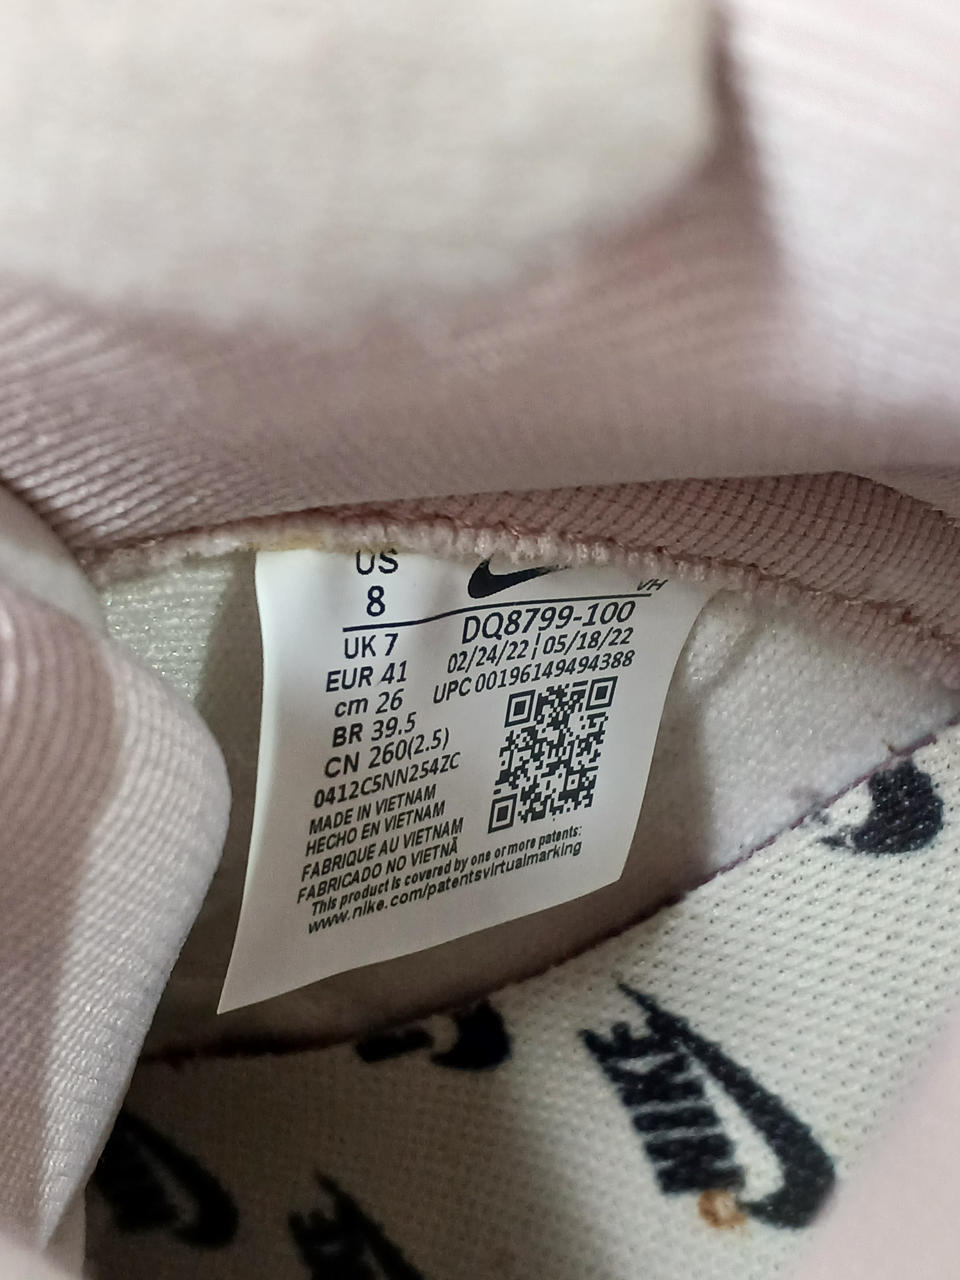 US
8
UK 7
EUR 41
cm 26
BR 39.5
CN 260(2.5)
0412C5NN254ZC
MADE IN VIETNAM
HECHO EN VIETNAM
FABRIQUE AU VIETNAM
FABRICADO NO VIETNÃ
This product is covered by one or more patents:
www.nike.com/patentsvirtualmarking
VH
DQ8799-100
02/24/22 | 05/18/22
UPC 00196149494388
NIKE